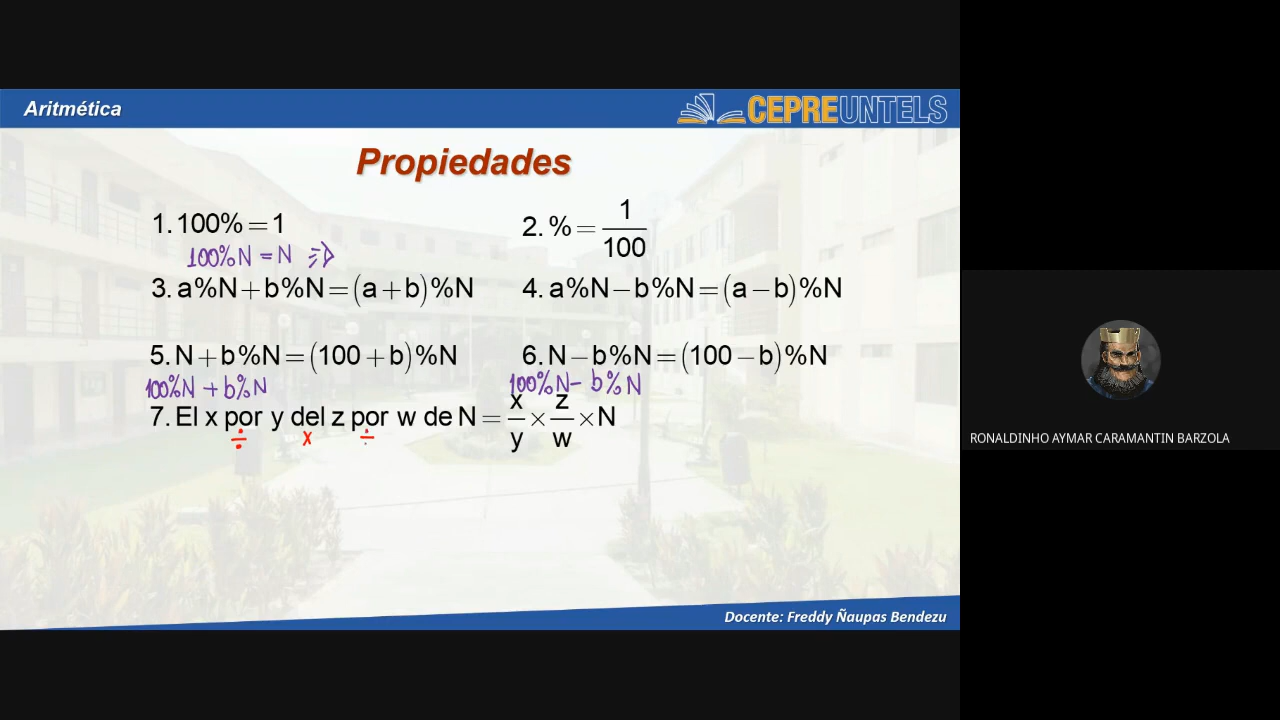 Aritmética
CEPREUNTELS
Propiedades
1. 100% = 1
2. % = 1/100
100%N = N ⇒
3. a%N + b%N = (a + b)%N
4. a%N − b%N = (a − b)%N
5. N + b%N = (100 + b)%N
6. N − b%N = (100 − b)%N
100%N + b%N
100%N − b%N
7. El x por y del z por w de N = x/y × z/w × N
÷ x ÷
RONALDINHO AYMAR CARAMANTIN BARZOLA
Docente: Freddy Ñaupas Bendezu